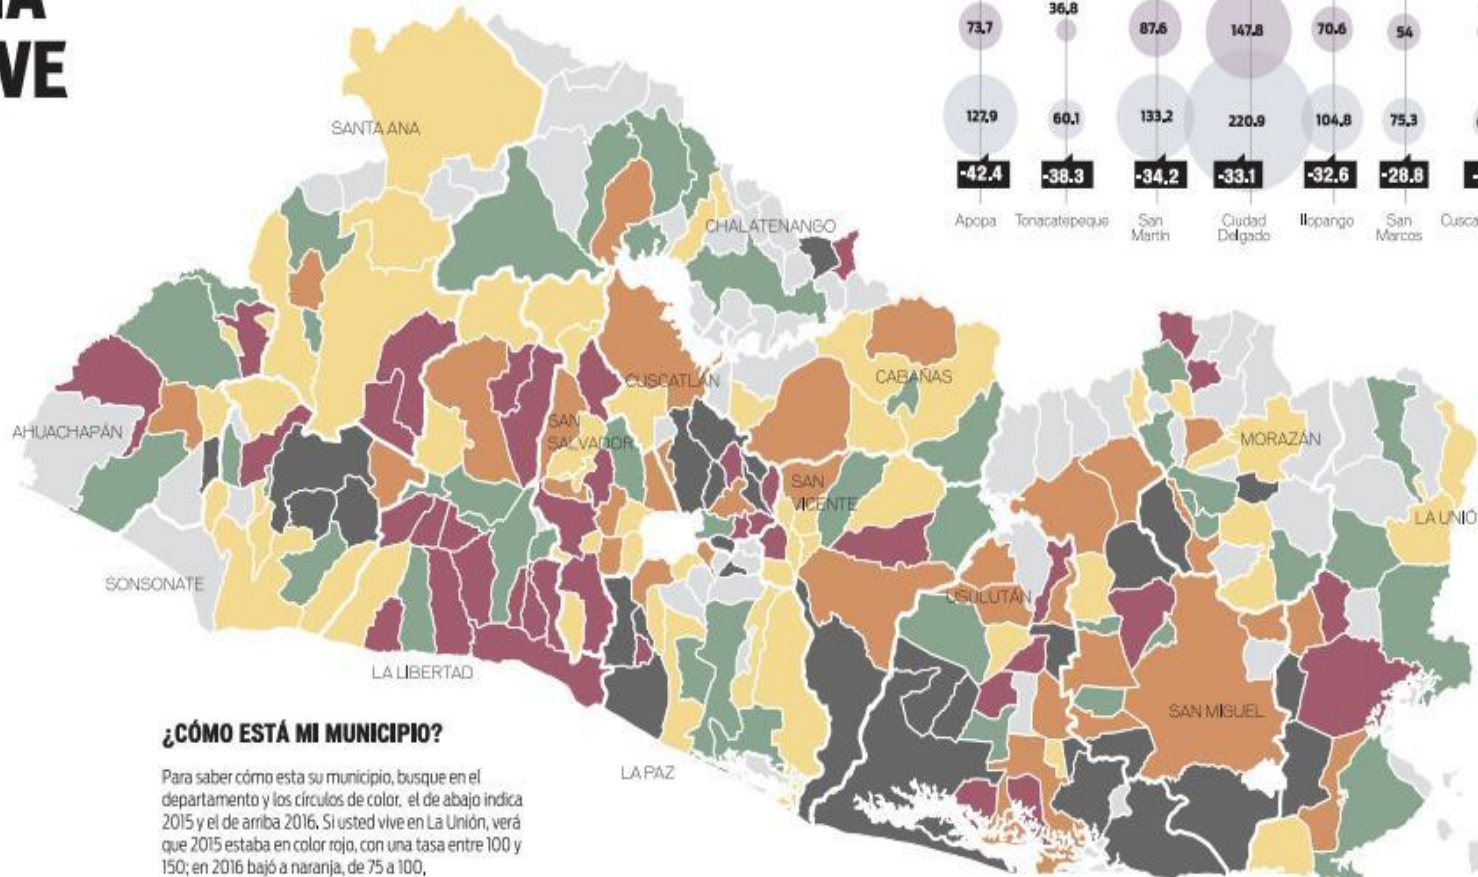 VE
36,8
73,7
87,6
147,8
70,6
54
127,9
60,1
133,2
220,9
104,8
75,3
-42.4
-38.3
-34.2
-33.1
-32.6
-28.8
Apopa
Tonacatepeque
San
Martín
Ciudad
Delgado
Ilopango
San
Marcos
SANTA ANA
CHALATENANGO
CUSCATLÁN
CABAÑAS
AHUACHAPÁN
SAN
SALVADOR
MORAZÁN
SAN
VICENTE
LA UNIÓ
SONSONATE
USULUTÁN
LA LIBERTAD
SAN MIGUEL
LA PAZ
¿CÓMO ESTÁ MI MUNICIPIO?
Para saber cómo esta su municipio, busque en el
departamento y los círculos de color, el de abajo indica
2015 y el de arriba 2016. Si usted vive en La Unión, verá
que 2015 estaba en color rojo, con una tasa entre 100 y
150; en 2016 bajó a naranja, de 75 a 100,